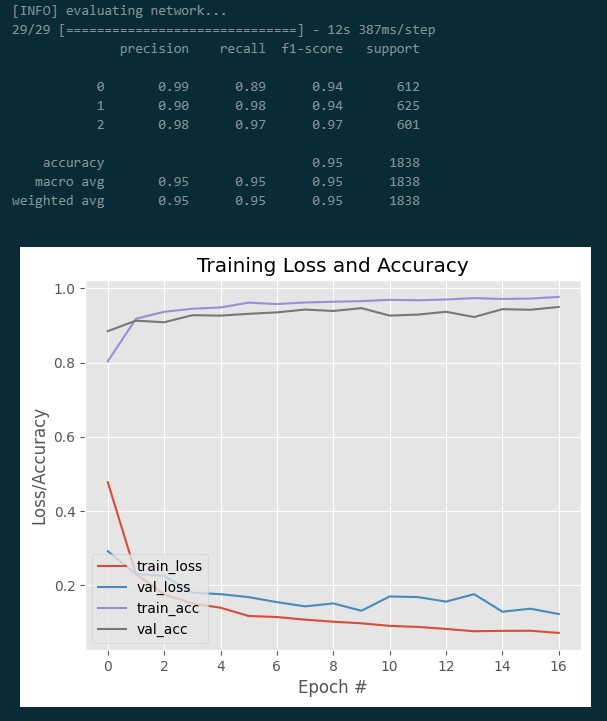 [INFO] evaluating network...
29/29 [==============================] - 12s 387ms/step
precision recall f1-score support
0 0.99 0.89 0.94 612
1 0.90 0.98 0.94 625
2 0.98 0.97 0.97 601
accuracy 0.95 1838
macro avg 0.95 0.95 0.95 1838
weighted avg 0.95 0.95 0.95 1838
Training Loss and Accuracy
1.0
0.8
0.6
0.4
0.2
Loss/Accuracy
train_loss
val_loss
train_acc
val_acc
0 2 4 6 8 10 12 14 16
Epoch #